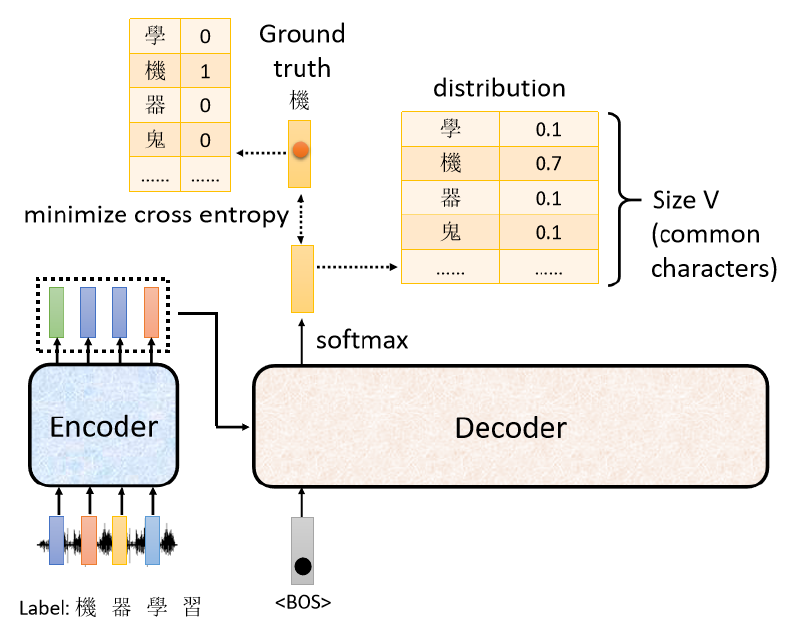 學 0
機 1
器 0
鬼 0
...... ......
Ground
truth
機
distribution
學 0.1
機 0.7
器 0.1
鬼 0.1
...... ......
Size V
(common
characters)
minimize cross entropy
softmax
Encoder
Decoder
<BOS>
Label: 機 器 學 習